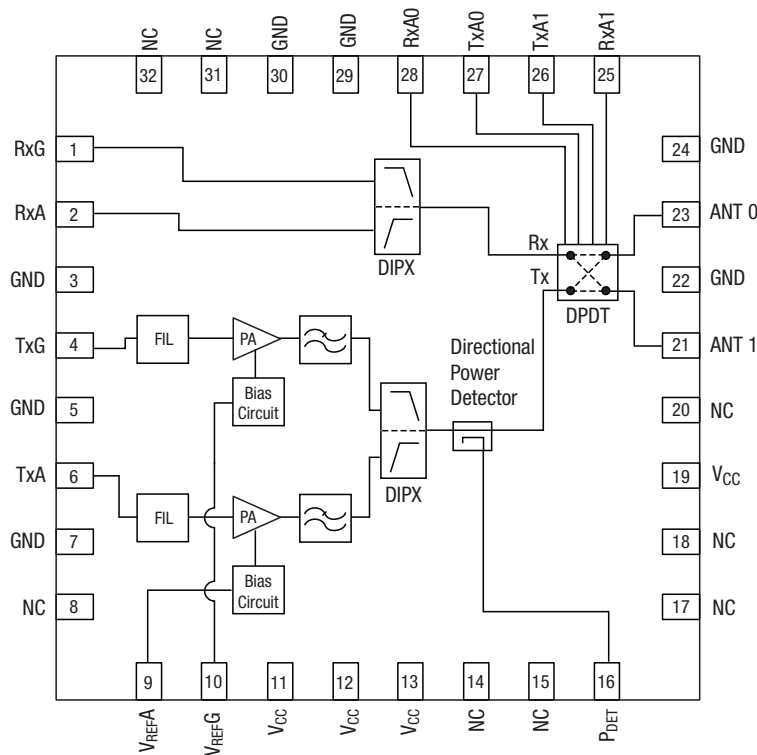 NC
NC
GND
GND
RxA0
TxA0
TxA1
RxA1
32
31
30
29
28
27
26
25
RxG 1
24 GND
RxA 2
23 ANT 0
DIPX
Rx
GND 3
22 GND
Tx
DPDT
TxG 4
FIL
PA
21 ANT 1
Directional
Power
Detector
Bias
Circuit
GND 5
20 NC
DIPX
TxA 6
19 VCC
FIL
PA
GND 7
18 NC
Bias
Circuit
NC 8
17 NC
9
10
11
12
13
14
15
16
VREFA
VREFG
VCC
VCC
VCC
NC
NC
PDET